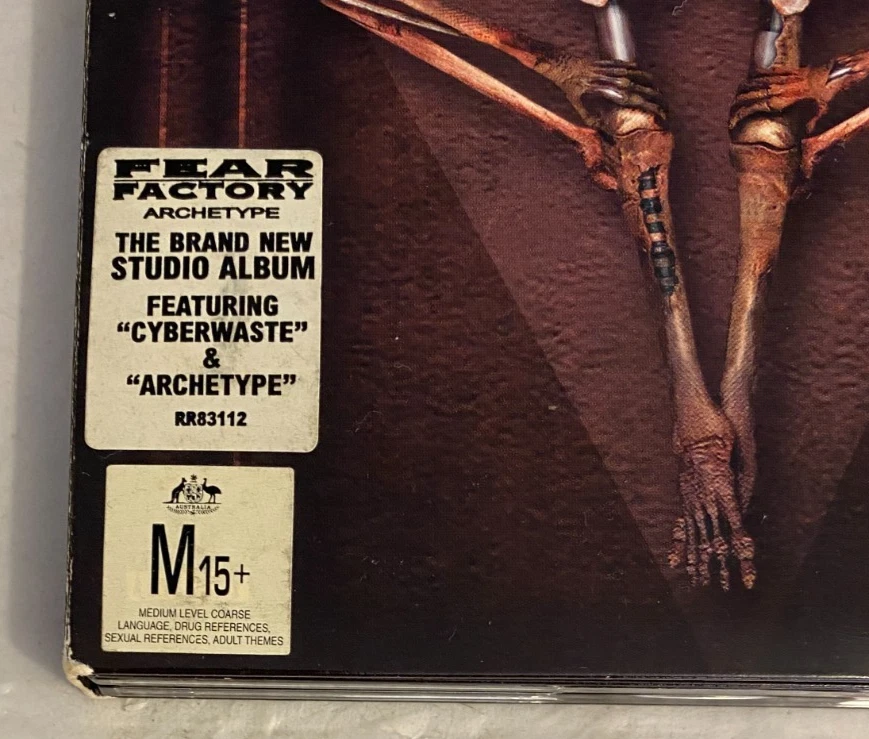 FEAR
FACTORY
ARCHETYPE
THE BRAND NEW
STUDIO ALBUM
FEATURING
“CYBERWASTE”
&
“ARCHETYPE”
RR83112
AUSTRALIA
M15+
MEDIUM LEVEL COARSE
LANGUAGE, DRUG REFERENCES,
SEXUAL REFERENCES, ADULT THEMES